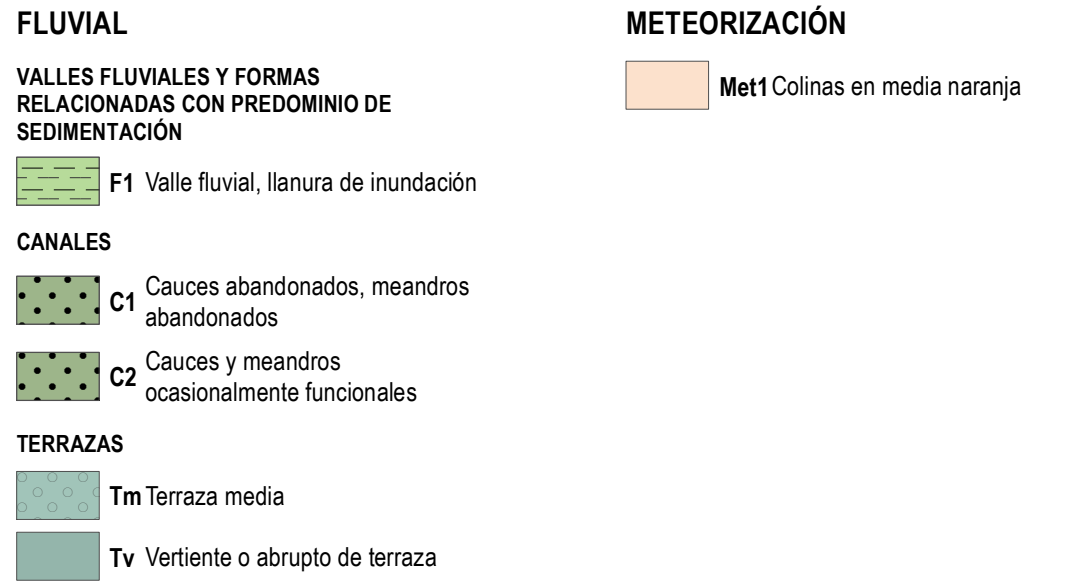 FLUVIAL
VALLES FLUVIALES Y FORMAS
RELACIONADAS CON PREDOMINIO DE
SEDIMENTACIÓN
F1 Valle fluvial, llanura de inundación
CANALES
C1 Cauces abandonados, meandros
abandonados
C2 Cauces y meandros
ocasionalmente funcionales
TERRAZAS
Tm Terraza media
Tv Vertiente o abrupto de terraza
METEORIZACIÓN
Met1 Colinas en media naranja